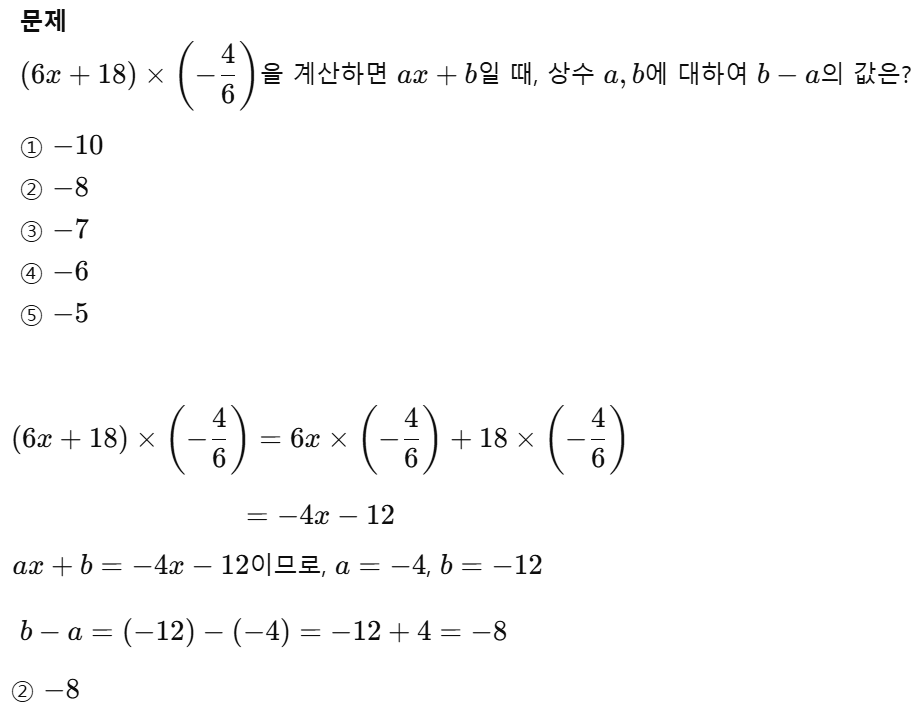 문제
(6x + 18) × (−4/6)을 계산하면 ax + b일 때, 상수 a, b에 대하여 b − a의 값은?
① −10
② −8
③ −7
④ −6
⑤ −5
(6x + 18) × (−4/6) = 6x × (−4/6) + 18 × (−4/6)
= −4x − 12
ax + b = −4x − 12이므로, a = −4, b = −12
b − a = (−12) − (−4) = −12 + 4 = −8
② −8